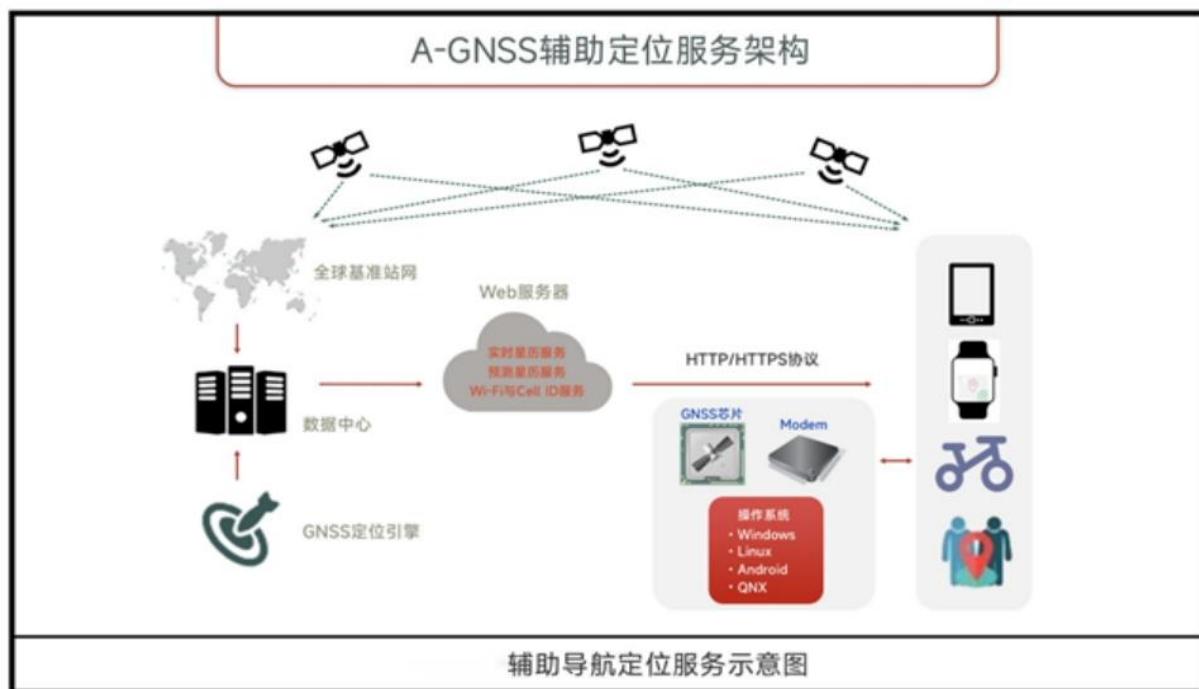 A-GNSS辅助定位服务架构
全球基准站网
Web服务器
实时星历服务
预测星历服务
Wi-Fi与Cell ID服务
HTTP/HTTPS协议
数据中心
GNSS芯片
Modem
GNSS定位引擎
操作系统
• Windows
• Linux
• Android
• QNX
辅助导航定位服务示意图